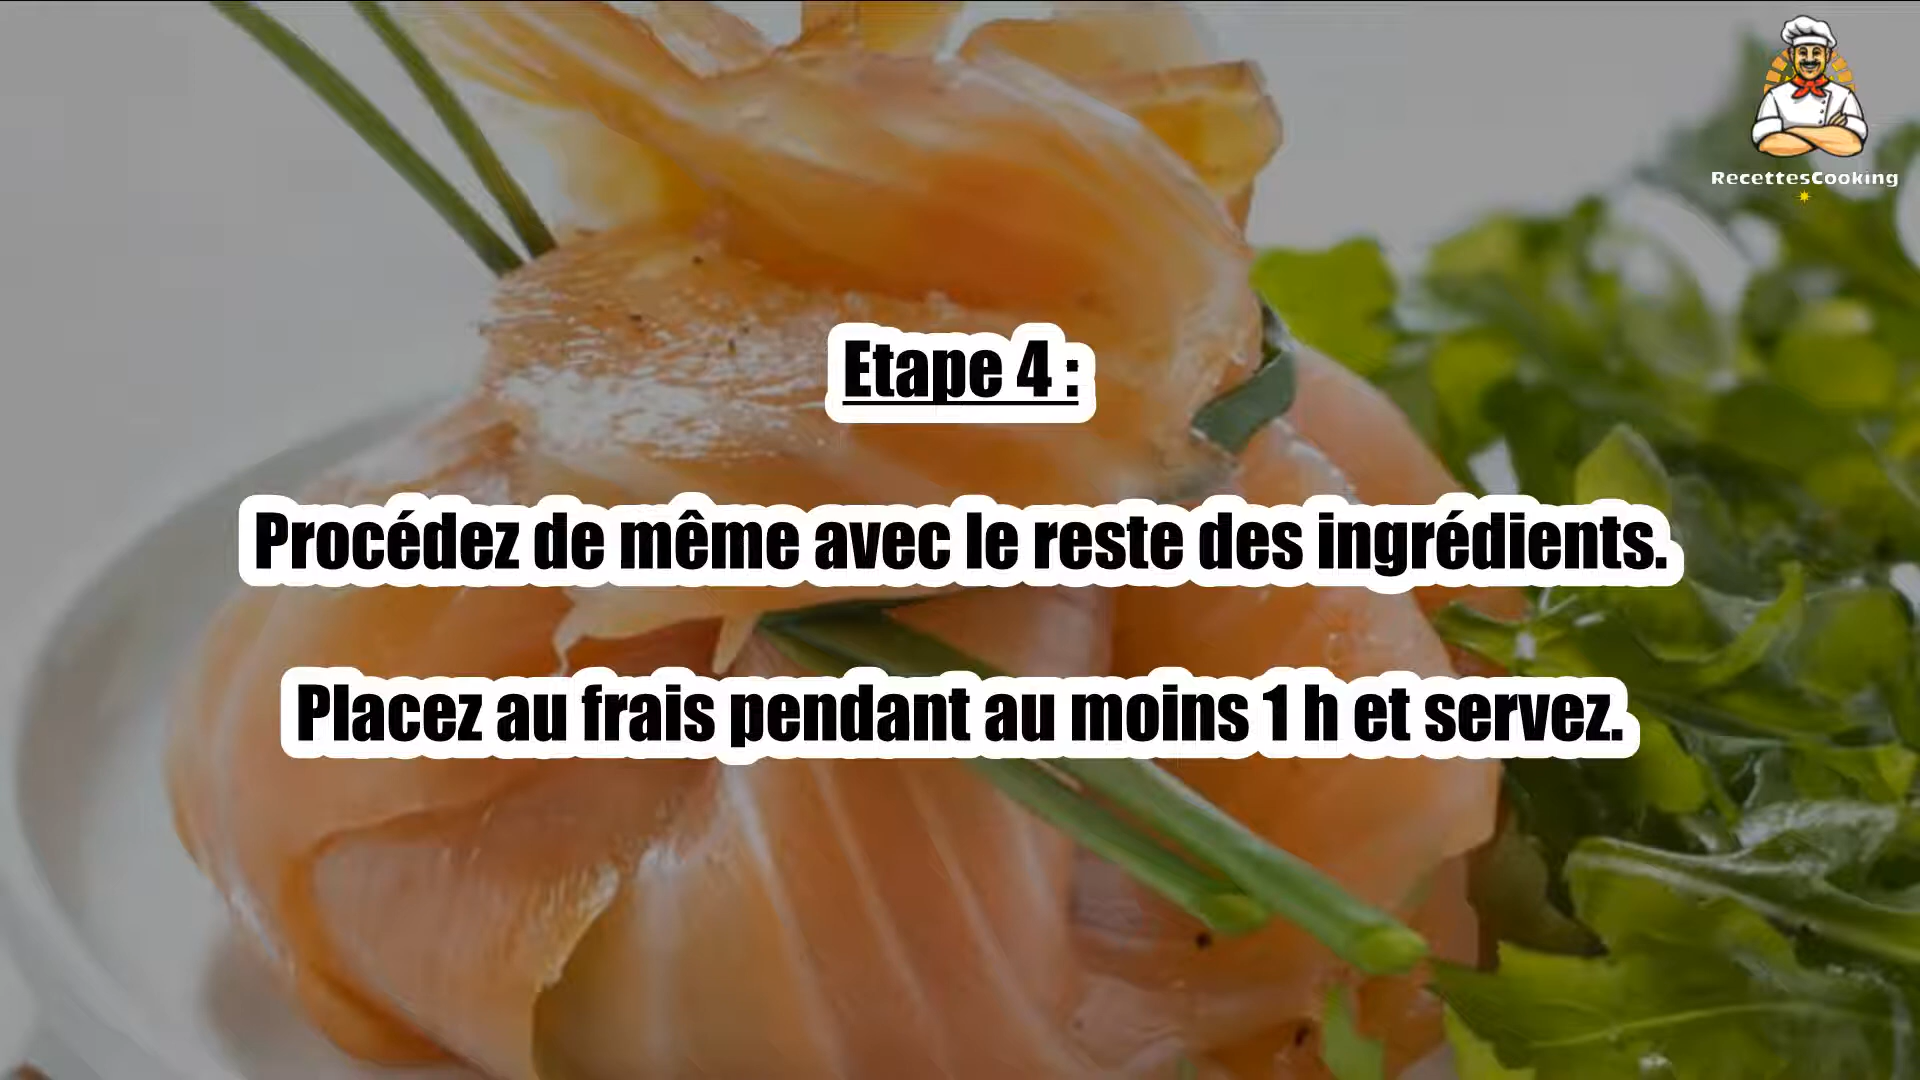 RecettesCooking
Etape 4 :
Procédez de même avec le reste des ingrédients.
Placez au frais pendant au moins 1 h et servez.